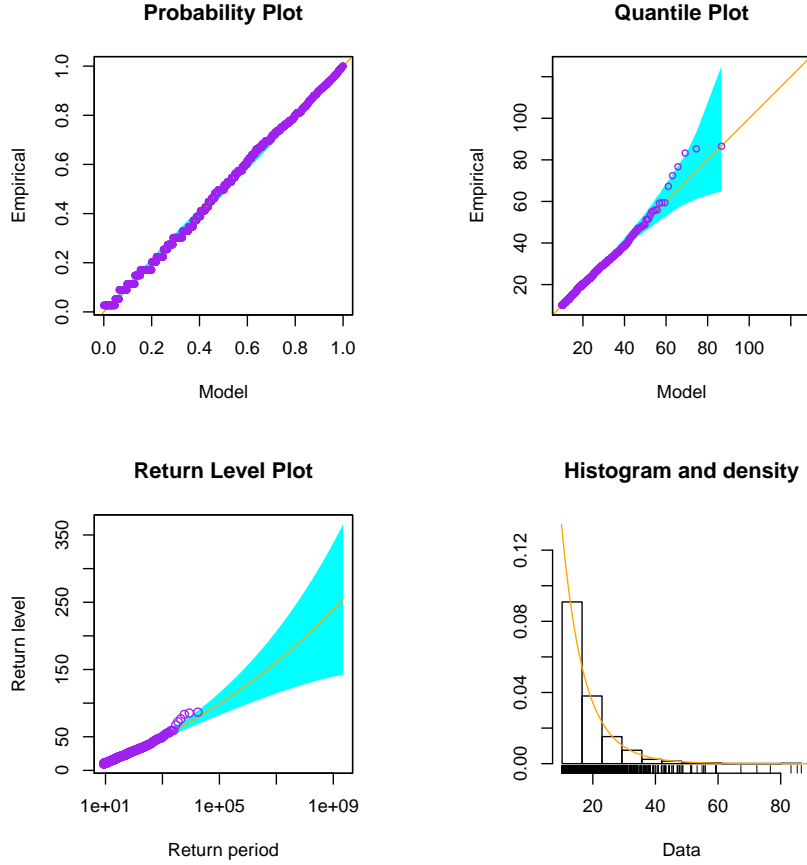 Probability Plot
Empirical
0.0 0.2 0.4 0.6 0.8 1.0
0.0 0.2 0.4 0.6 0.8 1.0
Model
Quantile Plot
Empirical
20 40 60 80 100
20 40 60 80 100
Model
Return Level Plot
Return level
0 50 150 250 350
1e+01 1e+05 1e+09
Return period
Histogram and density
0.00 0.04 0.08 0.12
20 40 60 80
Data